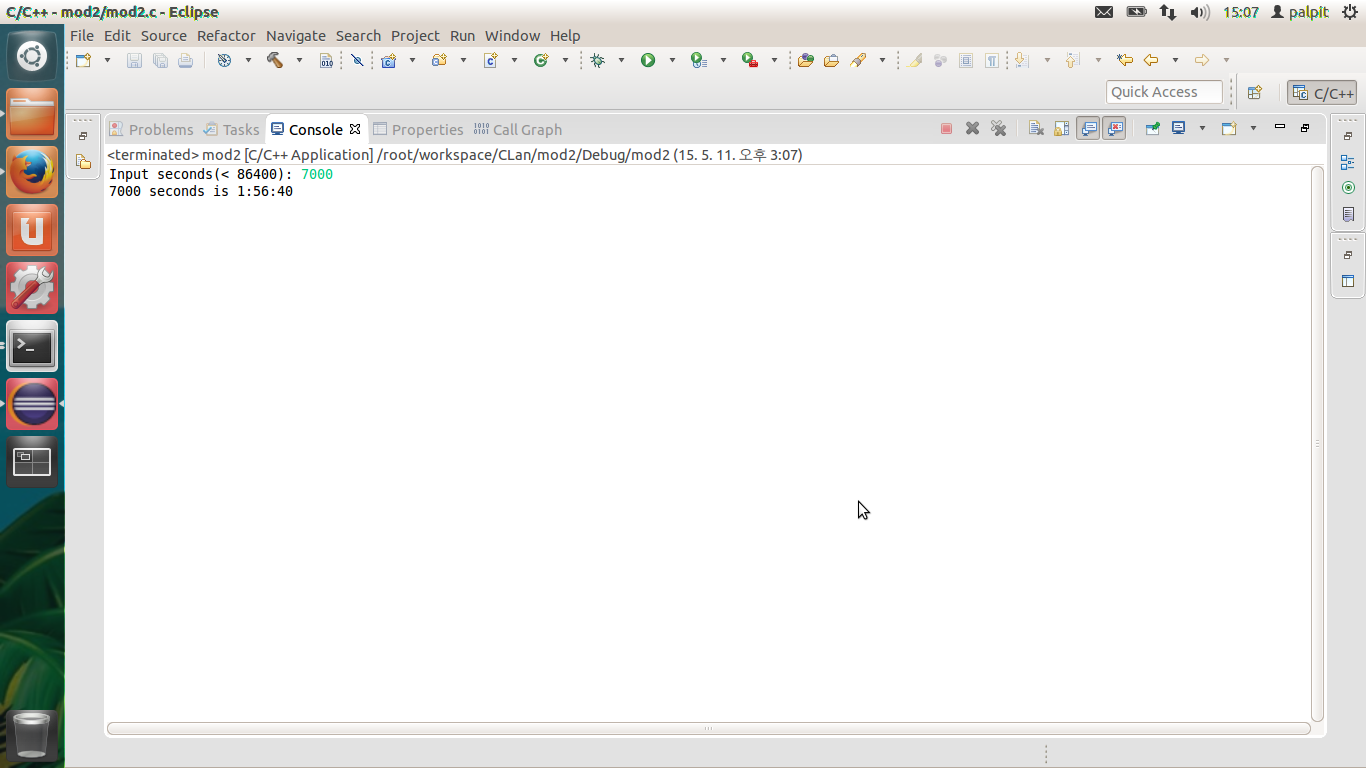 C/C++ - mod2/mod2.c - Eclipse
15:07 palpit
File Edit Source Refactor Navigate Search Project Run Window Help
Quick Access
C/C++
Problems Tasks Console Properties Call Graph
<terminated> mod2 [C/C++ Application] /root/workspace/CLan/mod2/Debug/mod2 (15. 5. 11. 오후 3:07)
Input seconds(< 86400): 7000
7000 seconds is 1:56:40